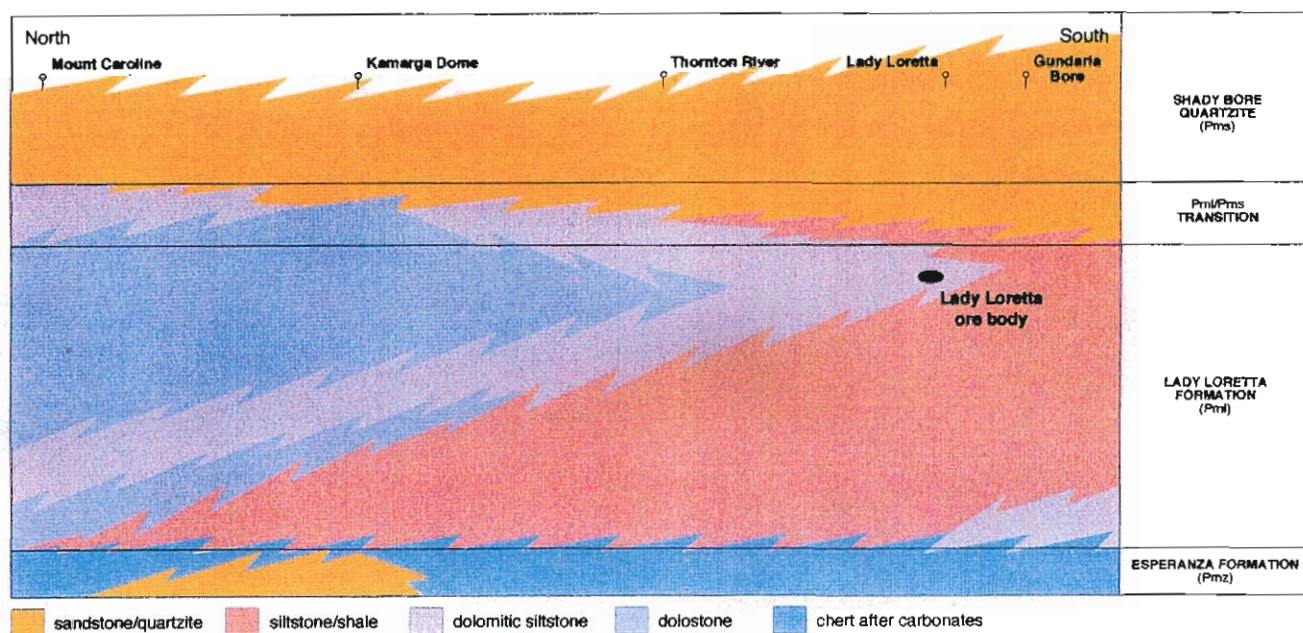 North
South
Mount Caroline
Kamarga Dome
Thornton River
Lady Loretta
Gundaria
Bore
SHADY BORE
QUARTZITE
(Pms)
Pml/Pms
TRANSITION
Lady Loretta
ore body
LADY LORETTA
FORMATION
(Pml)
ESPERANZA FORMATION
(Pmz)
sandstone/quartzite
siltstone/shale
dolomitic siltstone
dolostone
chert after carbonates